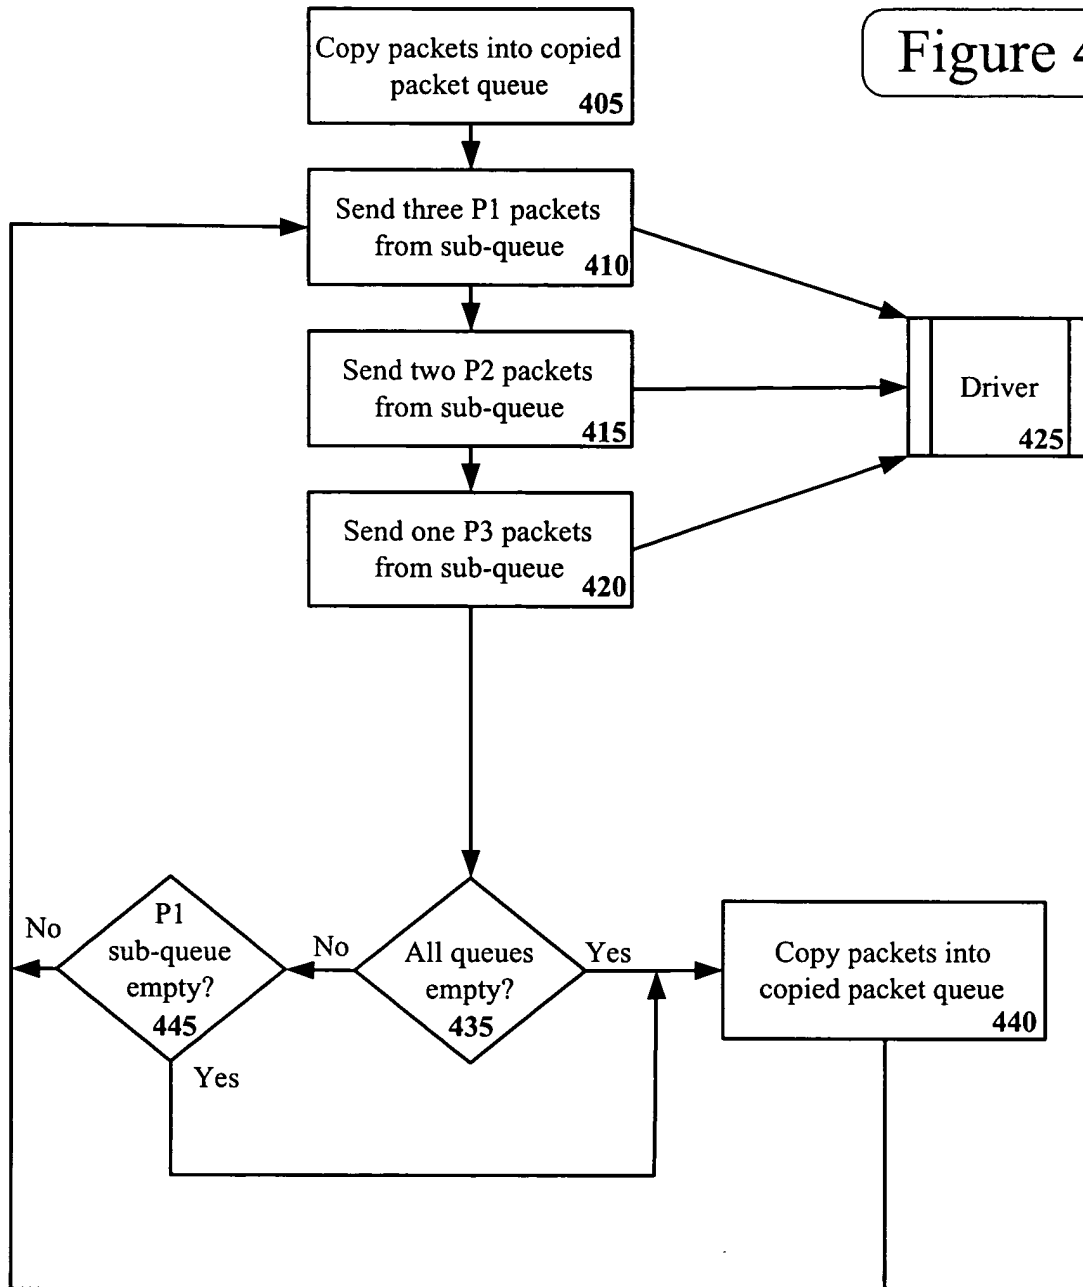 Figure 4
Copy packets into copied
packet queue
405
Send three P1 packets
from sub-queue
410
Send two P2 packets
from sub-queue
415
Driver
425
Send one P3 packets
from sub-queue
420
No
P1
sub-queue
empty?
445
Yes
No
All queues
empty?
435
Yes
Copy packets into
copied packet queue
440